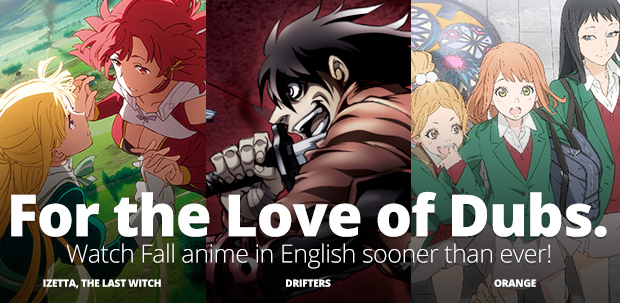 For the Love of Dubs.
Watch Fall anime in English sooner than ever!
IZETTA, THE LAST WITCH
DRIFTERS
ORANGE